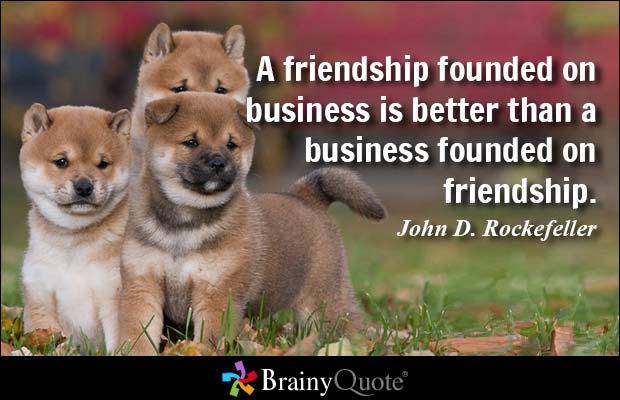 A friendship founded on
business is better than a
business founded on
friendship.
John D. Rockefeller
BrainyQuote®